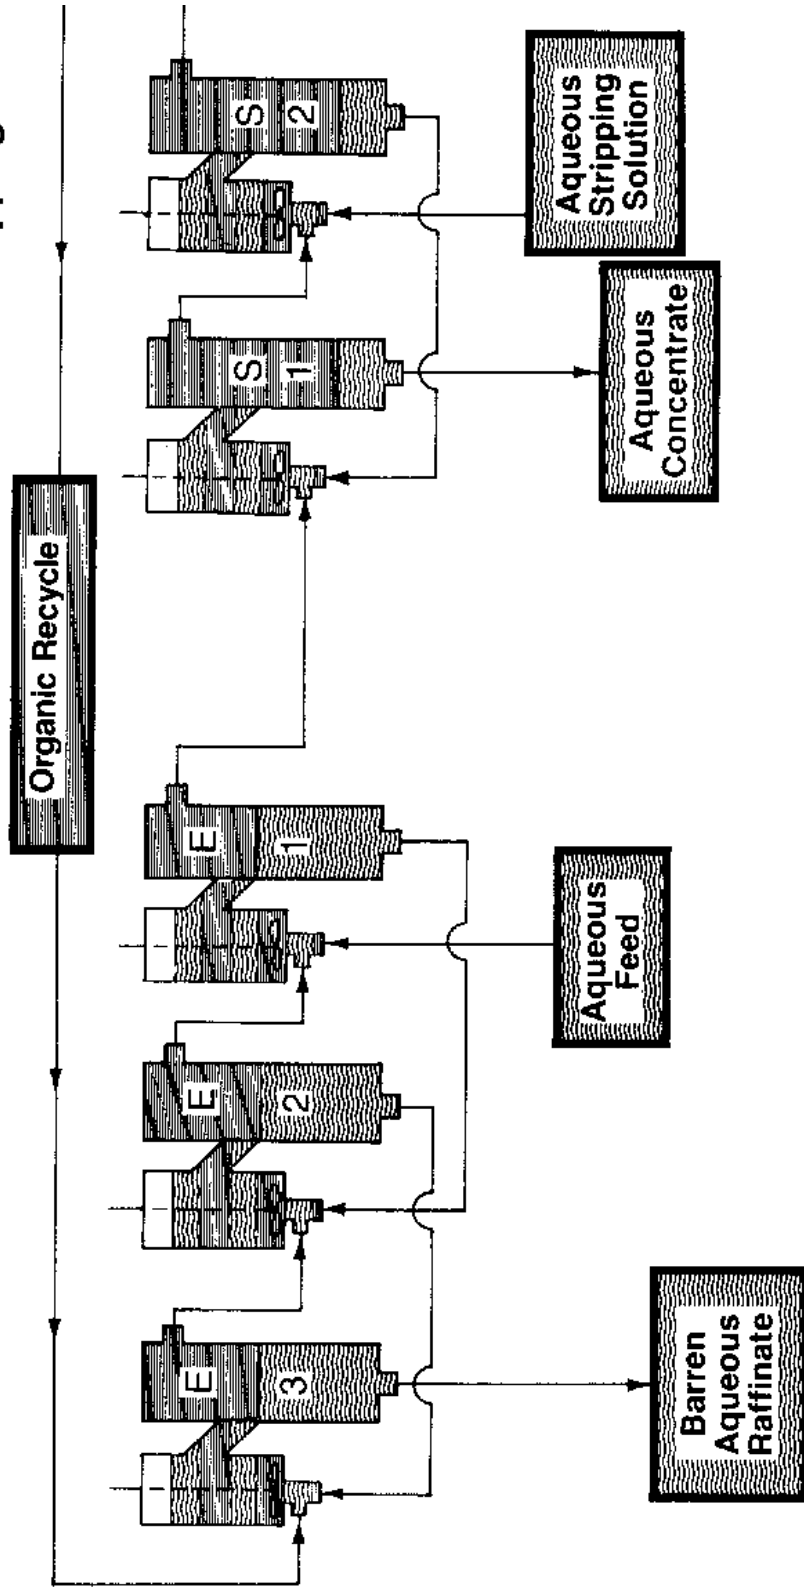 Organic Recycle
E
3
E
2
E
1
S
1
S
2
Barren
Aqueous
Raffinate
Aqueous
Feed
Aqueous
Concentrate
Aqueous
Stripping
Solution